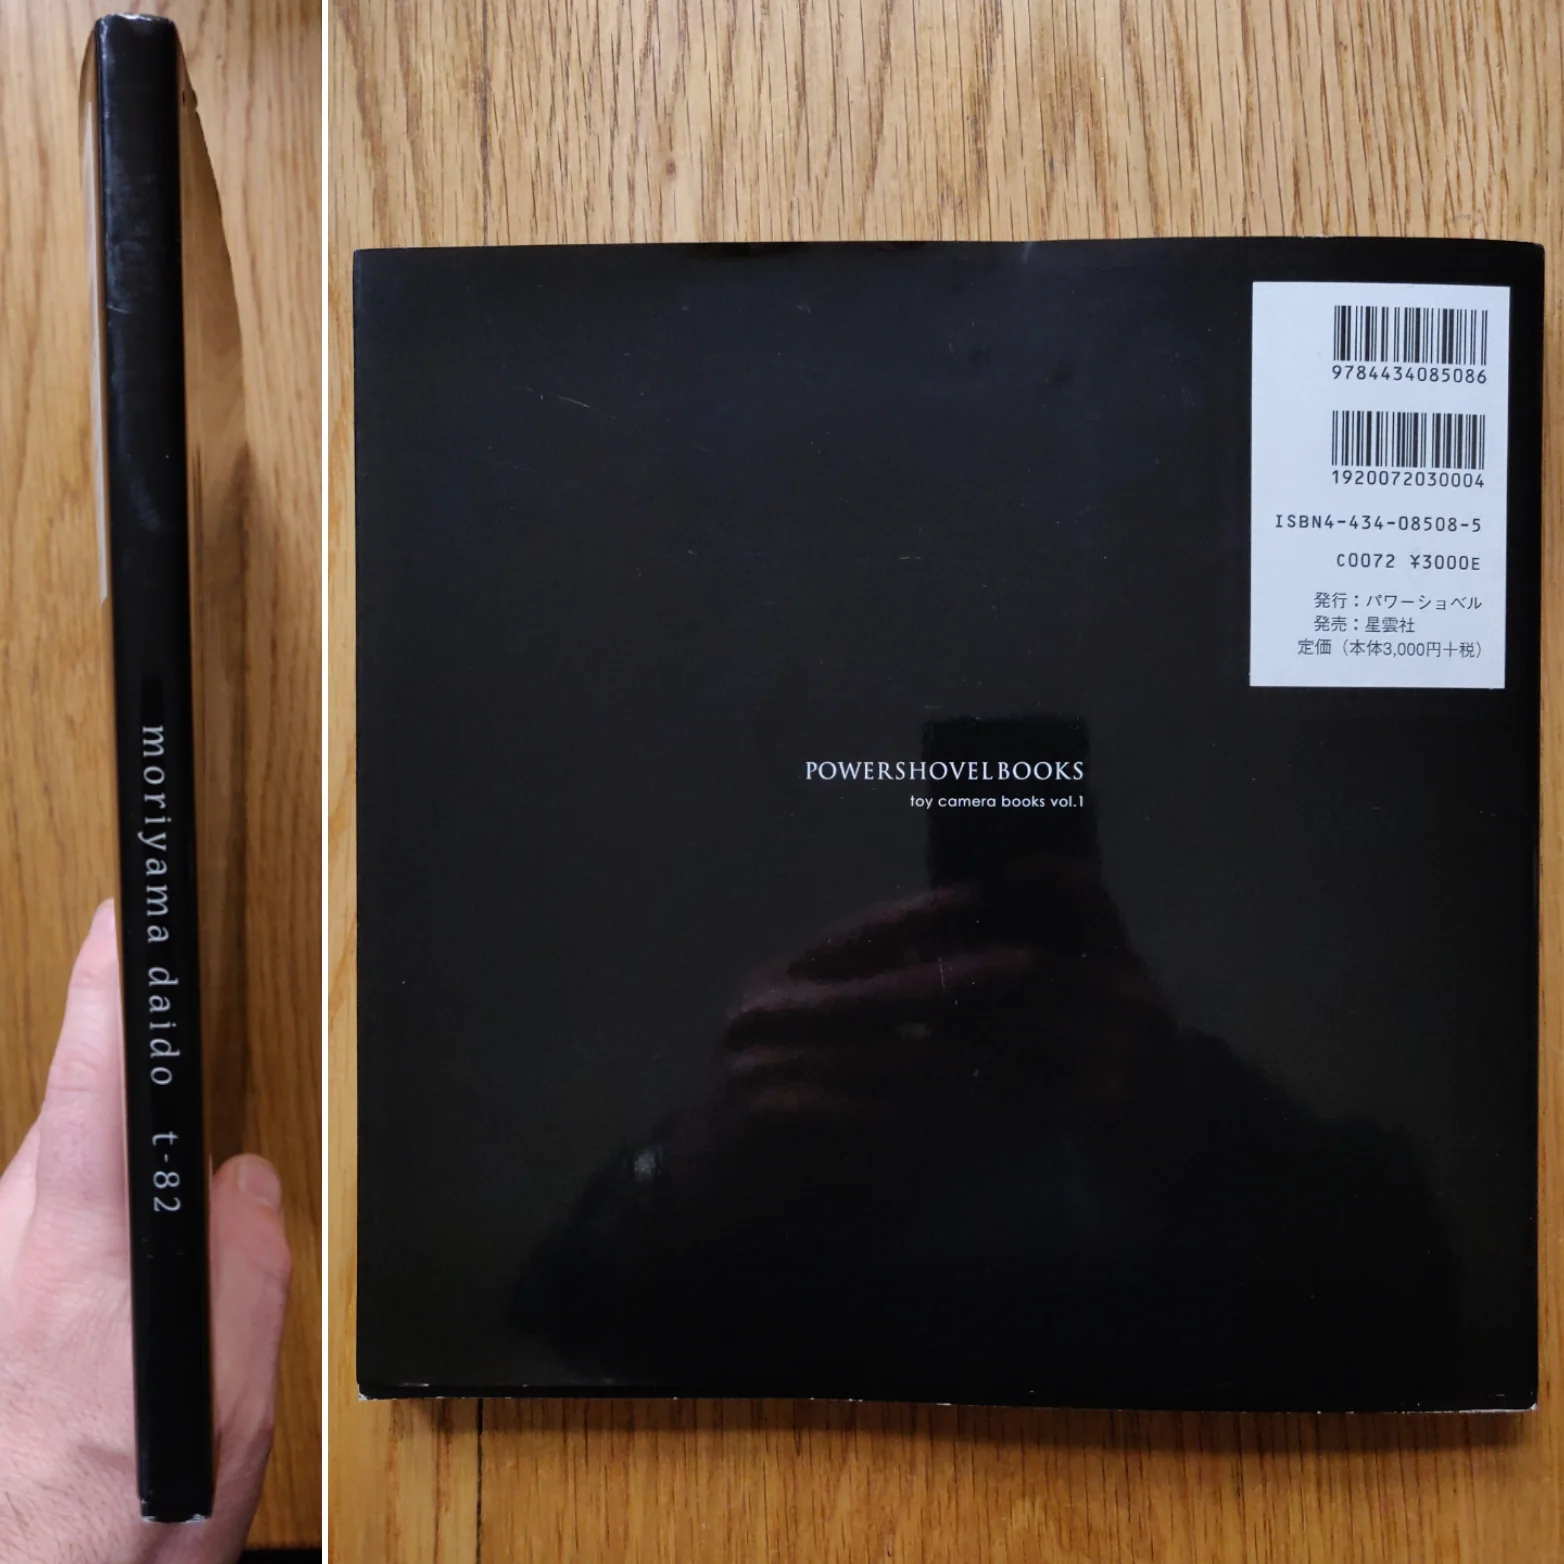 moriyama daido t-82
9784434085086
1920072030004
ISBN4-434-08508-5
C0072 ¥3000E
発行：パワーショベル
発売：星雲社
定価（本体3,000円＋税）
POWERSHOVELBOOKS
toy camera books vol.1